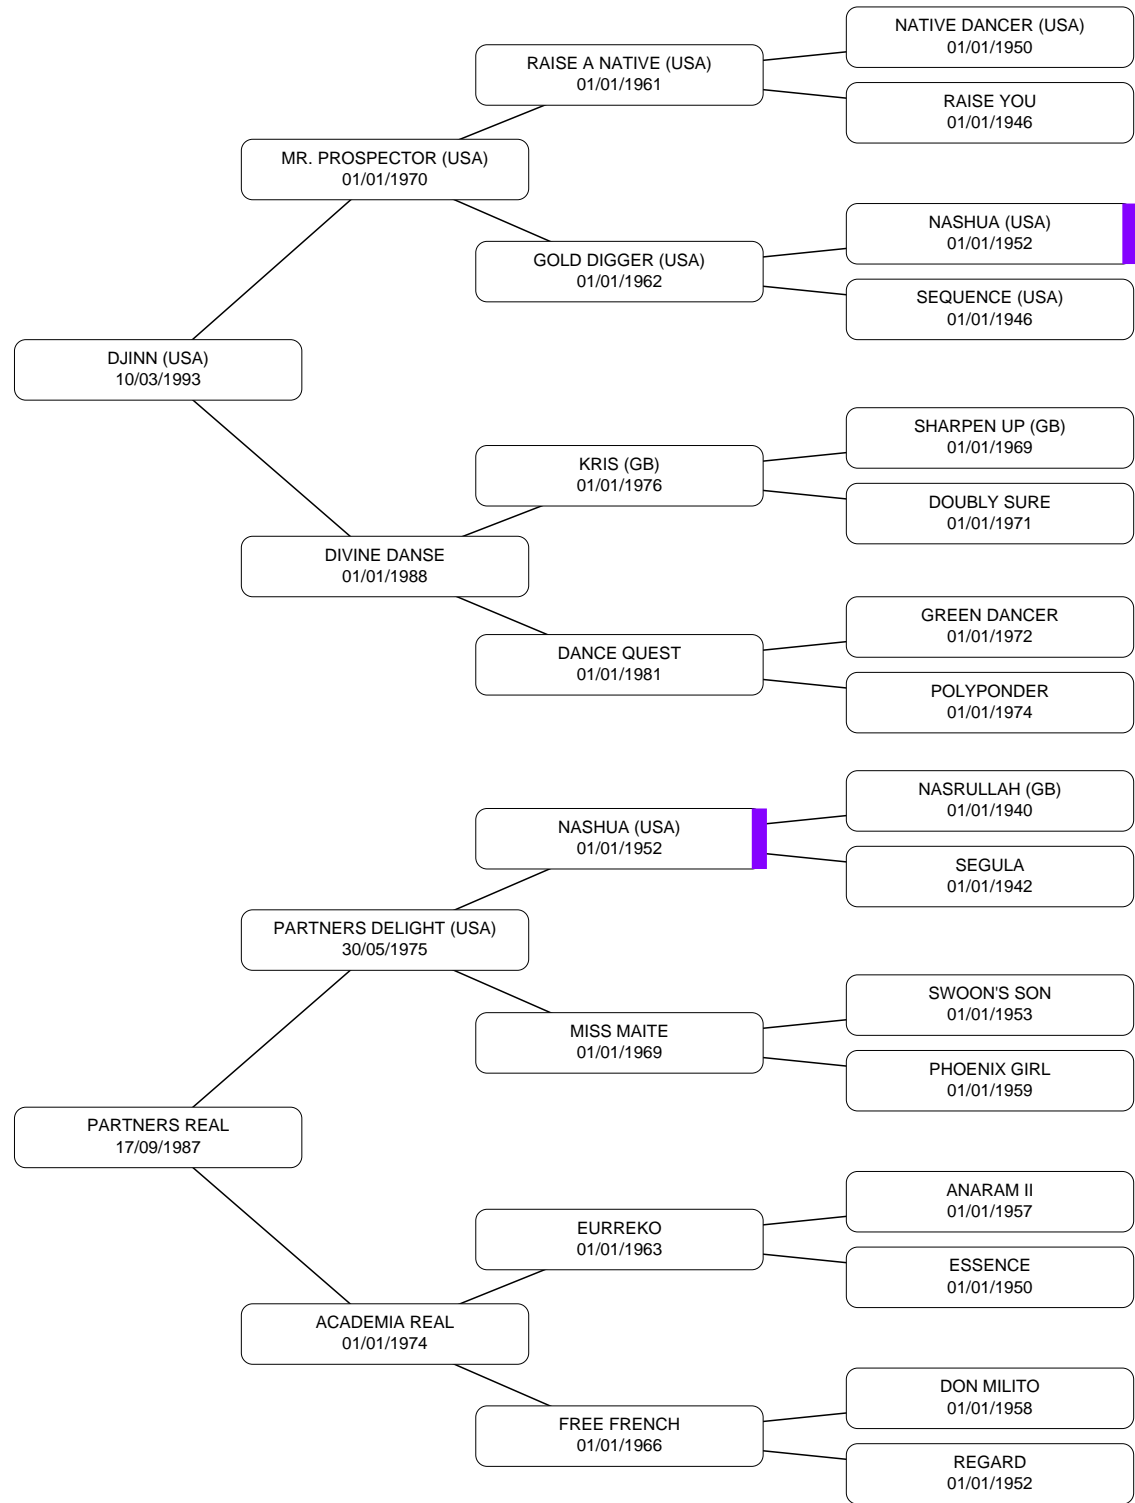 NATIVE DANCER (USA)
01/01/1950
RAISE A NATIVE (USA)
01/01/1961
RAISE YOU
01/01/1946
MR. PROSPECTOR (USA)
01/01/1970
NASHUA (USA)
01/01/1952
GOLD DIGGER (USA)
01/01/1962
SEQUENCE (USA)
01/01/1946
DJINN (USA)
10/03/1993
SHARPEN UP (GB)
01/01/1969
KRIS (GB)
01/01/1976
DOUBLY SURE
01/01/1971
DIVINE DANSE
01/01/1988
GREEN DANCER
01/01/1972
DANCE QUEST
01/01/1981
POLYPONDER
01/01/1974
NASRULLAH (GB)
01/01/1940
NASHUA (USA)
01/01/1952
SEGULA
01/01/1942
PARTNERS DELIGHT (USA)
30/05/1975
SWOON'S SON
01/01/1953
MISS MAITE
01/01/1969
PHOENIX GIRL
01/01/1959
PARTNERS REAL
17/09/1987
ANARAM II
01/01/1957
EURREKO
01/01/1963
ESSENCE
01/01/1950
ACADEMIA REAL
01/01/1974
DON MILITO
01/01/1958
FREE FRENCH
01/01/1966
REGARD
01/01/1952